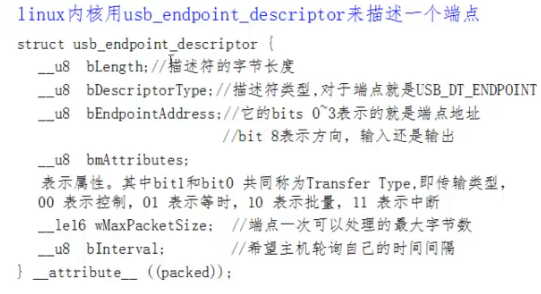 linux内核用usb_endpoint_descriptor来描述一个端点
struct usb_endpoint_descriptor {
__u8 bLength;//描述符的字节长度
__u8 bDescriptorType;//描述符类型,对于端点就是USB_DT_ENDPOINT
__u8 bEndpointAddress;//它的bits 0~3表示的就是端点地址
//bit 8表示方向，输入还是输出
__u8 bmAttributes;
表示属性。其中bit1和bit0 共同称为Transfer Type,即传输类型，
00 表示控制，01 表示等时，10 表示批量，11 表示中断
__le16 wMaxPacketSize; //端点一次可以处理的最大字节数
__u8 bInterval; //希望主机轮询自己的时间间隔
} __attribute__ ((packed));